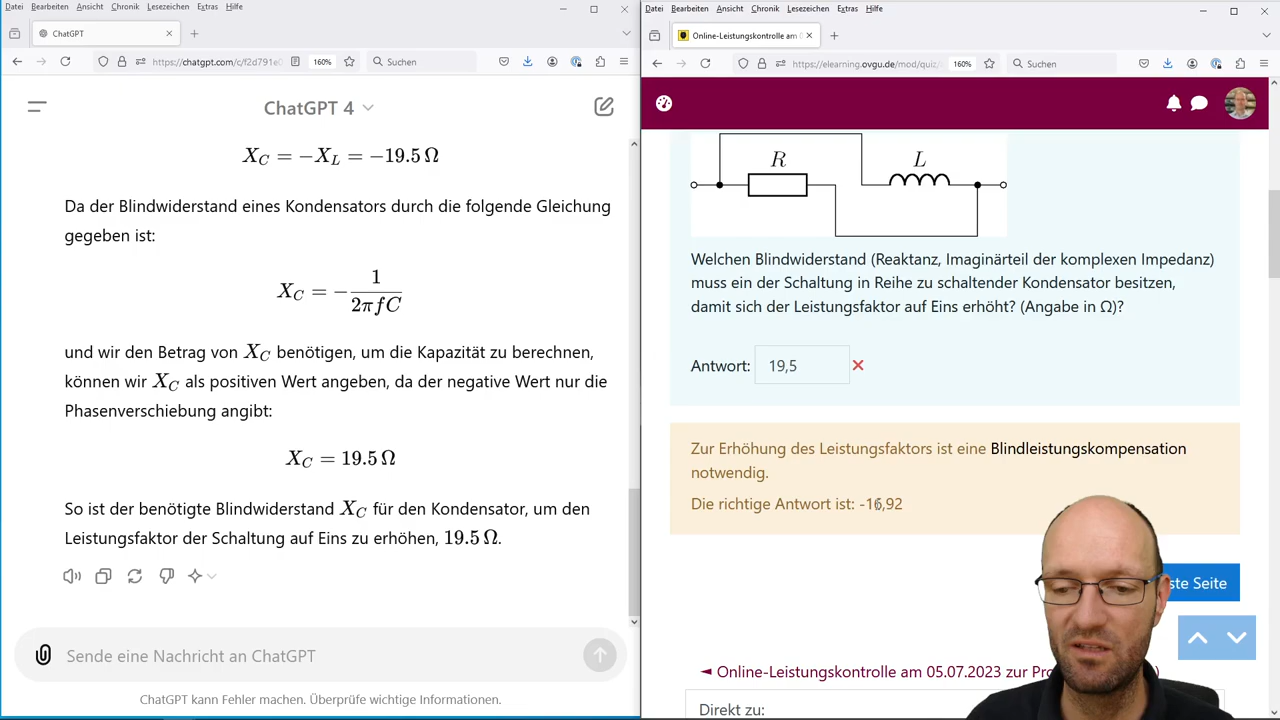 Datei Bearbeiten Ansicht Chronik Lesezeichen Extras Hilfe
ChatGPT
https://chatgpt.com/c/f2d791e0
160%
Suchen
ChatGPT 4
X_C = −X_L = −19.5 Ω
Da der Blindwiderstand eines Kondensators durch die folgende Gleichung
gegeben ist:
X_C = − 1 / 2πfC
und wir den Betrag von X_C benötigen, um die Kapazität zu berechnen,
können wir X_C als positiven Wert angeben, da der negative Wert nur die
Phasenverschiebung angibt:
X_C = 19.5 Ω
So ist der benötigte Blindwiderstand X_C für den Kondensator, um den
Leistungsfaktor der Schaltung auf Eins zu erhöhen, 19.5 Ω.
Sende eine Nachricht an ChatGPT
ChatGPT kann Fehler machen. Überprüfe wichtige Informationen.
Datei Bearbeiten Ansicht Chronik Lesezeichen Extras Hilfe
Online-Leistungskontrolle am
https://elearning.ovgu.de/mod/quiz/
160%
Suchen
R
L
Welchen Blindwiderstand (Reaktanz, Imaginärteil der komplexen Impedanz)
muss ein der Schaltung in Reihe zu schaltender Kondensator besitzen,
damit sich der Leistungsfaktor auf Eins erhöht? (Angabe in Ω)?
Antwort: 19,5
Zur Erhöhung des Leistungsfaktors ist eine Blindleistungskompensation
notwendig.
Die richtige Antwort ist: -16,92
Seite
◄ Online-Leistungskontrolle am 05.07.2023 zur
Direkt zu: